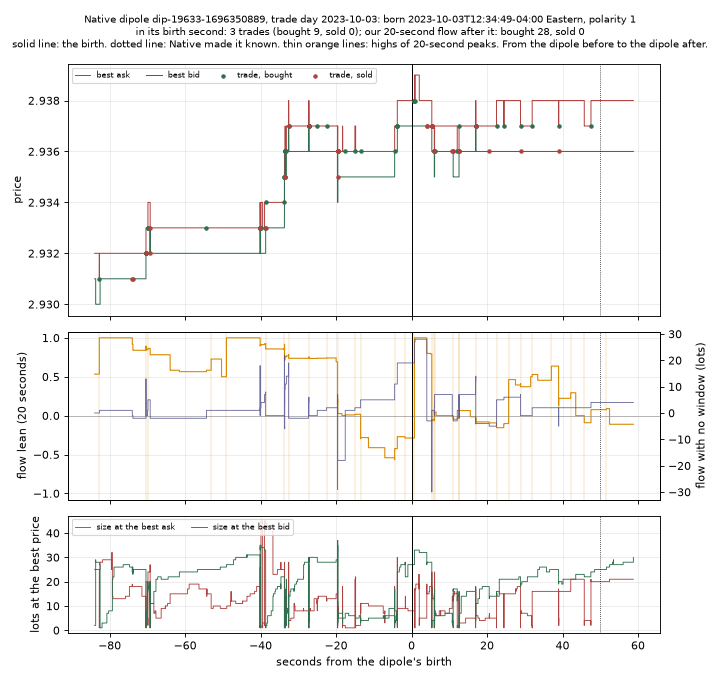 Native dipole dip-19633-1696350889, trade day 2023-10-03: born 2023-10-03T12:34:49-04:00 Eastern, polarity 1
in its birth second: 3 trades (bought 9, sold 0); our 20-second flow after it: bought 28, sold 0
solid line: the birth. dotted line: Native made it known. thin orange lines: highs of 20-second peaks. From the dipole before to the dipole after.
best ask best bid trade, bought trade, sold
2.938
2.936
2.934
2.932
2.930
price
1.0
0.5
0.0
−0.5
−1.0
flow lean (20 seconds)
30
20
10
0
−10
−20
−30
flow with no window (lots)
size at the best ask size at the best bid
40
30
20
10
0
lots at the best price
−80 −60 −40 −20 0 20 40 60
seconds from the dipole's birth